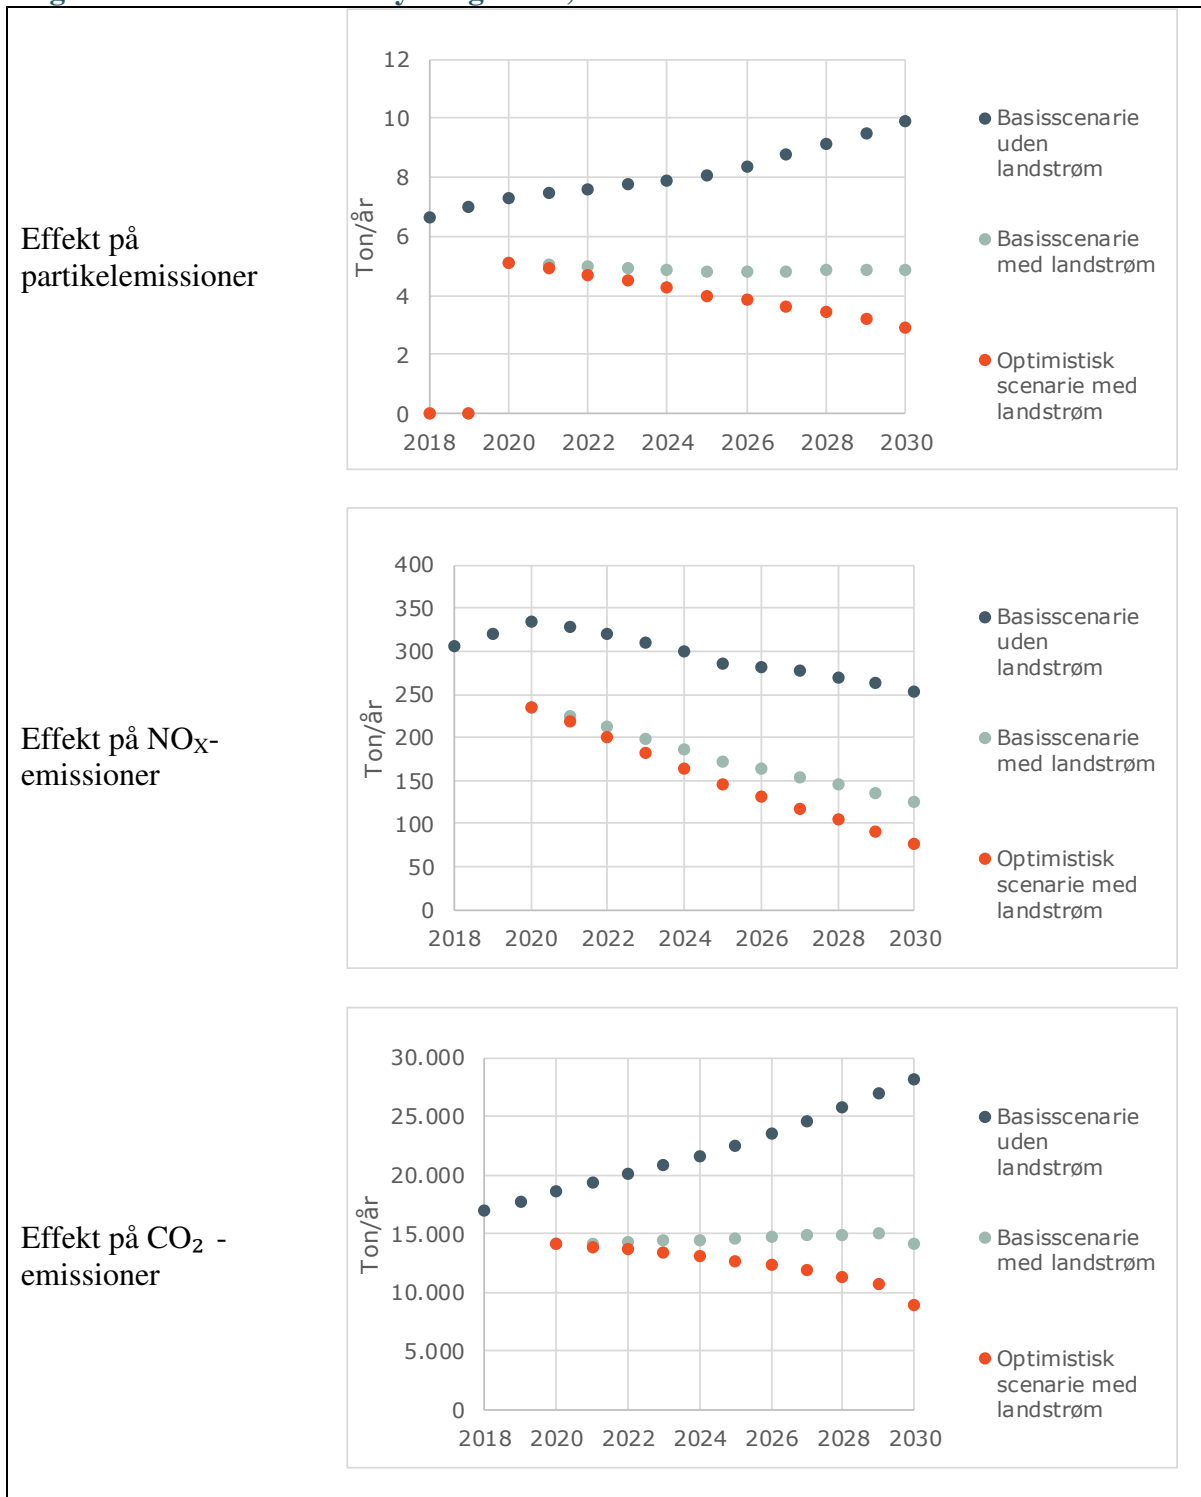 Effekt på
partikelemissioner
12
10
8
6
4
2
0
Ton/år
2018 2020 2022 2024 2026 2028 2030
Basisscenarie
uden
landstrøm
Basisscenarie
med landstrøm
Optimistisk
scenarie med
landstrøm
Effekt på NOX-
emissioner
400
350
300
250
200
150
100
50
0
Ton/år
2018 2020 2022 2024 2026 2028 2030
Basisscenarie
uden
landstrøm
Basisscenarie
med landstrøm
Optimistisk
scenarie med
landstrøm
Effekt på CO₂ -
emissioner
30.000
25.000
20.000
15.000
10.000
5.000
0
Ton/år
2018 2020 2022 2024 2026 2028 2030
Basisscenarie
uden
landstrøm
Basisscenarie
med landstrøm
Optimistisk
scenarie med
landstrøm